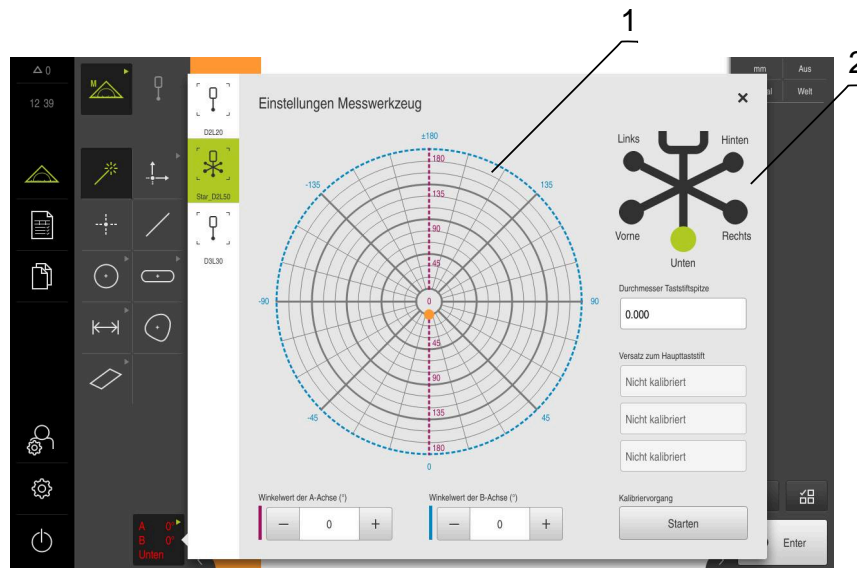 1
2
0
12 39
M
mm Aus
Welt
Einstellungen Messwerkzeug
D2L20
Star_D2L50
D3L30
±180
180
-135 135
135
90
45
-90 0 90
45
90
-45 45
135
180
0
Links Hinten
Vorne Rechts
Unten
Durchmesser Taststiftspitze
0.000
Versatz zum Haupttaststift
Nicht kalibriert
Nicht kalibriert
Nicht kalibriert
Winkelwert der A-Achse (°) Winkelwert der B-Achse (°) Kalibriervorgang
− 0 + − 0 + Starten
A 0°
B 0°
Unten
Enter